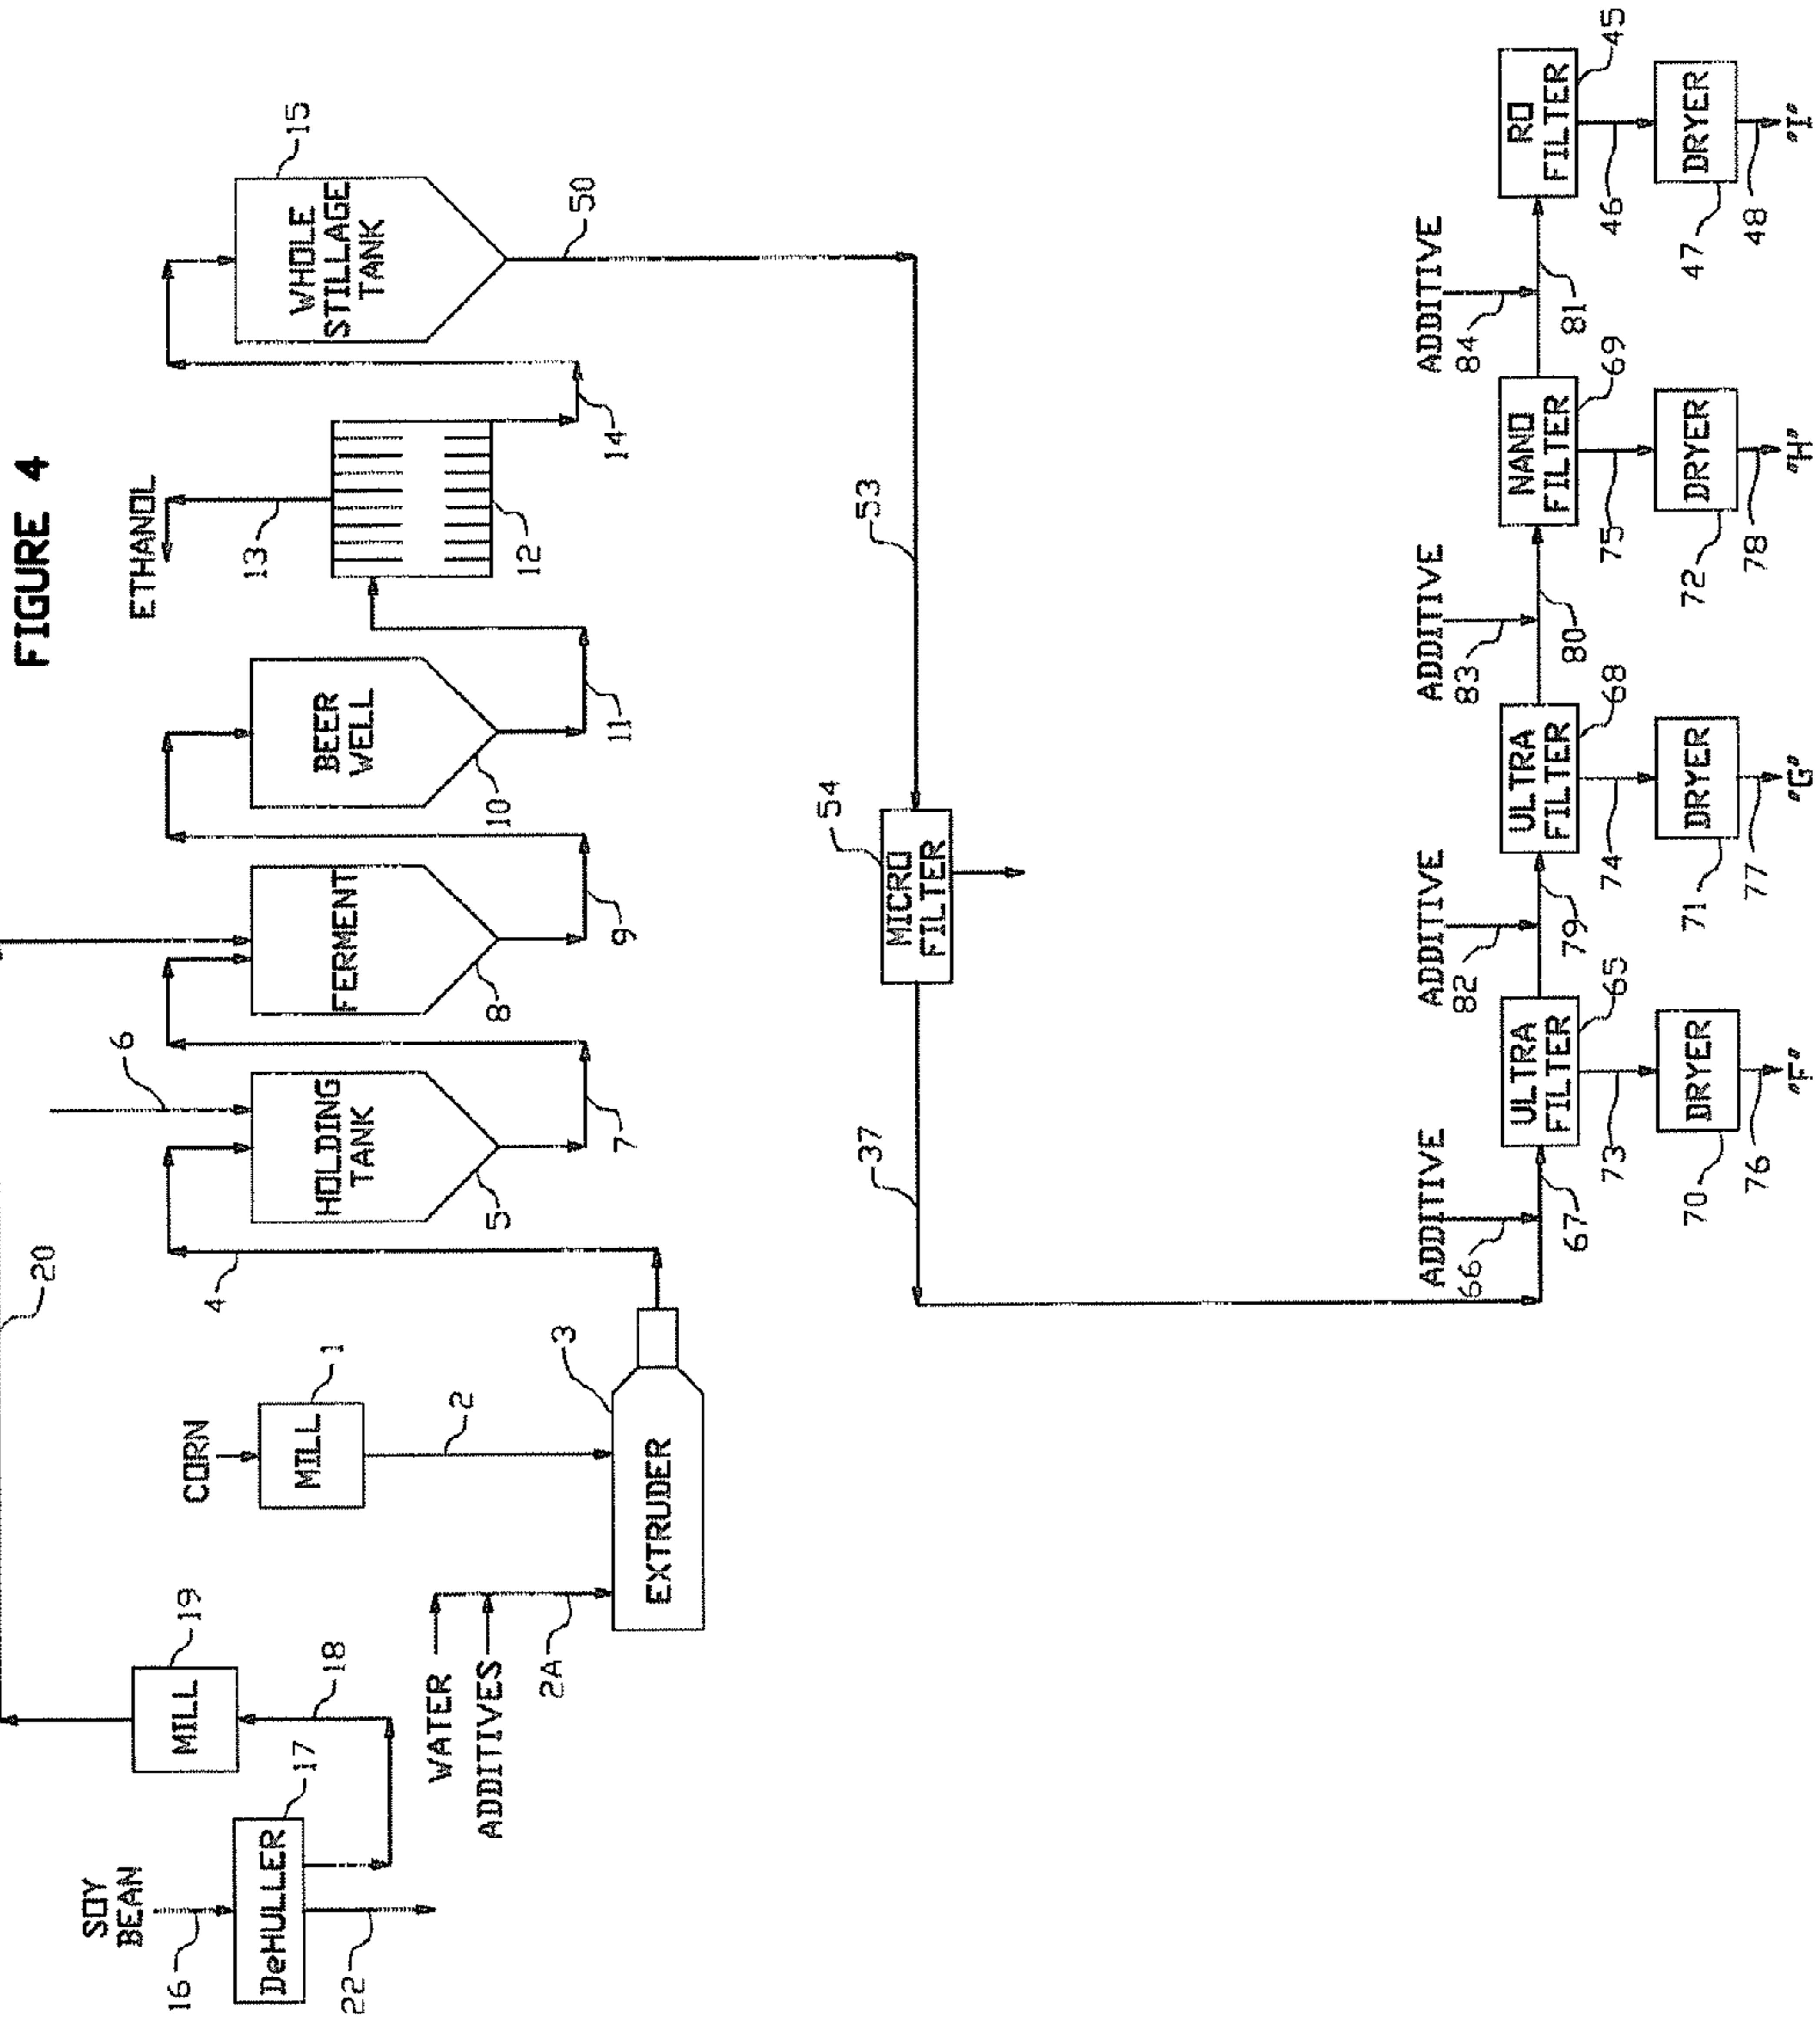 FIGURE 4
SOY
BEAN
16
DeHULLER
17
22
18
MILL
19
20
WATER
ADDITIVES
2A
CORN
MILL
1
2
EXTRUDER
3
4
HOLDING
TANK
5
6
7
FERMENT
8
9
BEER
WELL
10
11
12
13
ETHANOL
14
WHOLE
STILLAGE
TANK
15
50
53
MICRO
FILTER
54
37
ADDITIVE
66
67
ULTRA
FILTER
65
73
DRYER
70
76
"F"
ADDITIVE
82
79
ULTRA
FILTER
68
74
DRYER
71
77
"G"
ADDITIVE
83
80
NANO
FILTER
69
75
DRYER
72
78
"H"
ADDITIVE
84
81
RO
FILTER
45
46
DRYER
47
48
"I"